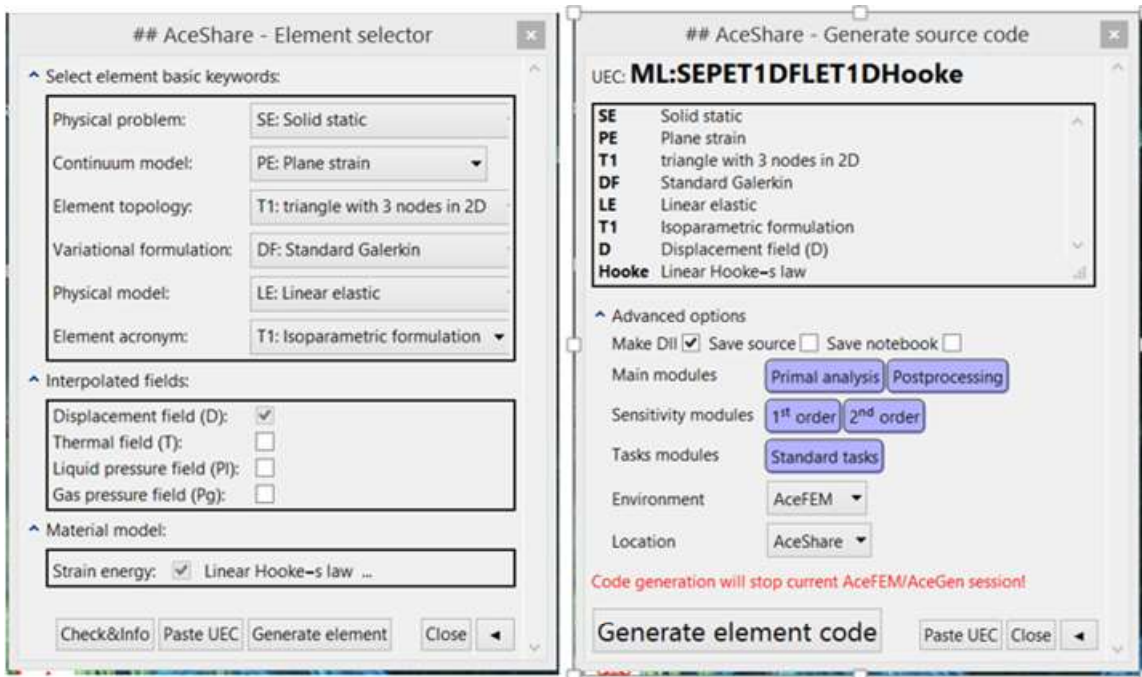 ## AceShare - Element selector
Select element basic keywords:
Physical problem: SE: Solid static
Continuum model: PE: Plane strain
Element topology: T1: triangle with 3 nodes in 2D
Variational formulation: DF: Standard Galerkin
Physical model: LE: Linear elastic
Element acronym: T1: Isoparametric formulation
Interpolated fields:
Displacement field (D):
Thermal field (T):
Liquid pressure field (Pl):
Gas pressure field (Pg):
Material model:
Strain energy: Linear Hooke–s law ...
Check&Info Paste UEC Generate element Close
## AceShare - Generate source code
UEC: ML:SEPET1DFLET1DHooke
SE Solid static
PE Plane strain
T1 triangle with 3 nodes in 2D
DF Standard Galerkin
LE Linear elastic
T1 Isoparametric formulation
D Displacement field (D)
Hooke Linear Hooke–s law
Advanced options
Make Dll Save source Save notebook
Main modules Primal analysis Postprocessing
Sensitivity modules 1st order 2nd order
Tasks modules Standard tasks
Environment AceFEM
Location AceShare
Code generation will stop current AceFEM/AceGen session!
Generate element code Paste UEC Close